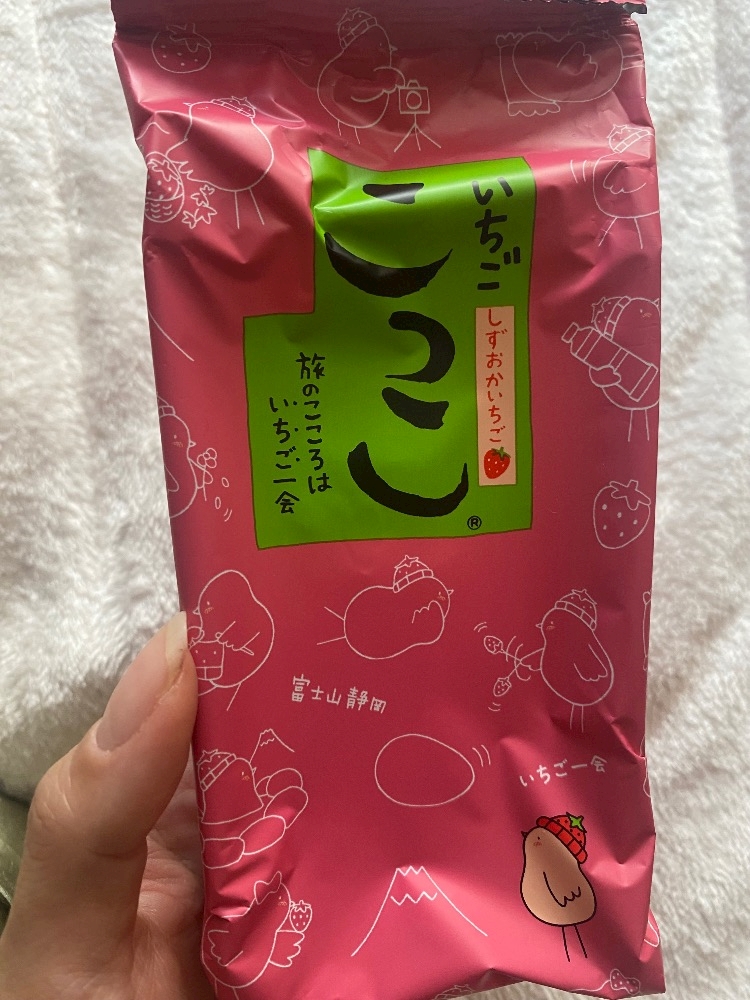 いちご
しずおかいちご
こっこ
®
旅のこころは
いちご一会
富士山静岡
いちご一会